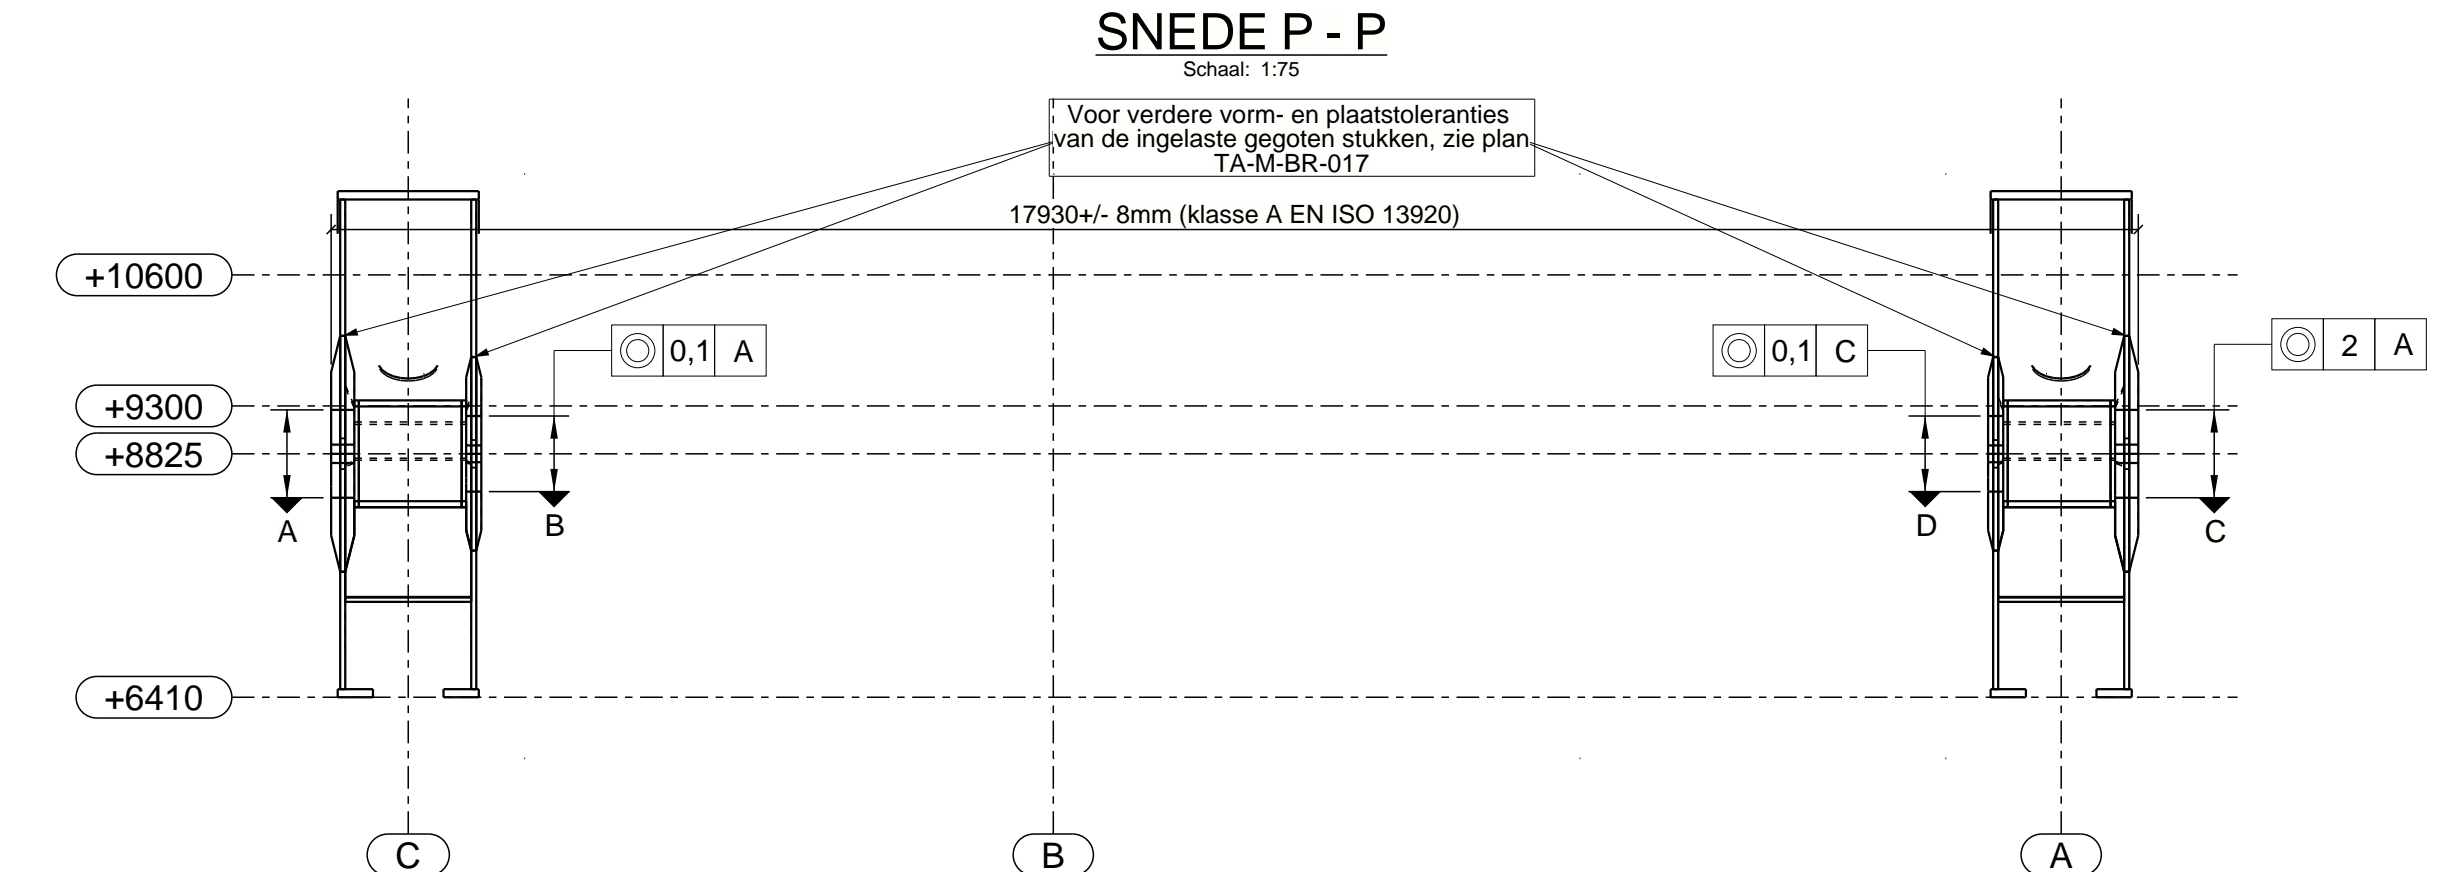 SNEDE P - P
Schaal: 1:75
Voor verdere vorm- en plaatstoleranties
van de ingelaste gegoten stukken, zie plan
TA-M-BR-017
17930+/- 8mm (klasse A EN ISO 13920)
+10600
0,1 A
0,1 C
2 A
+9300
+8825
A
B
D
C
+6410
C
B
A